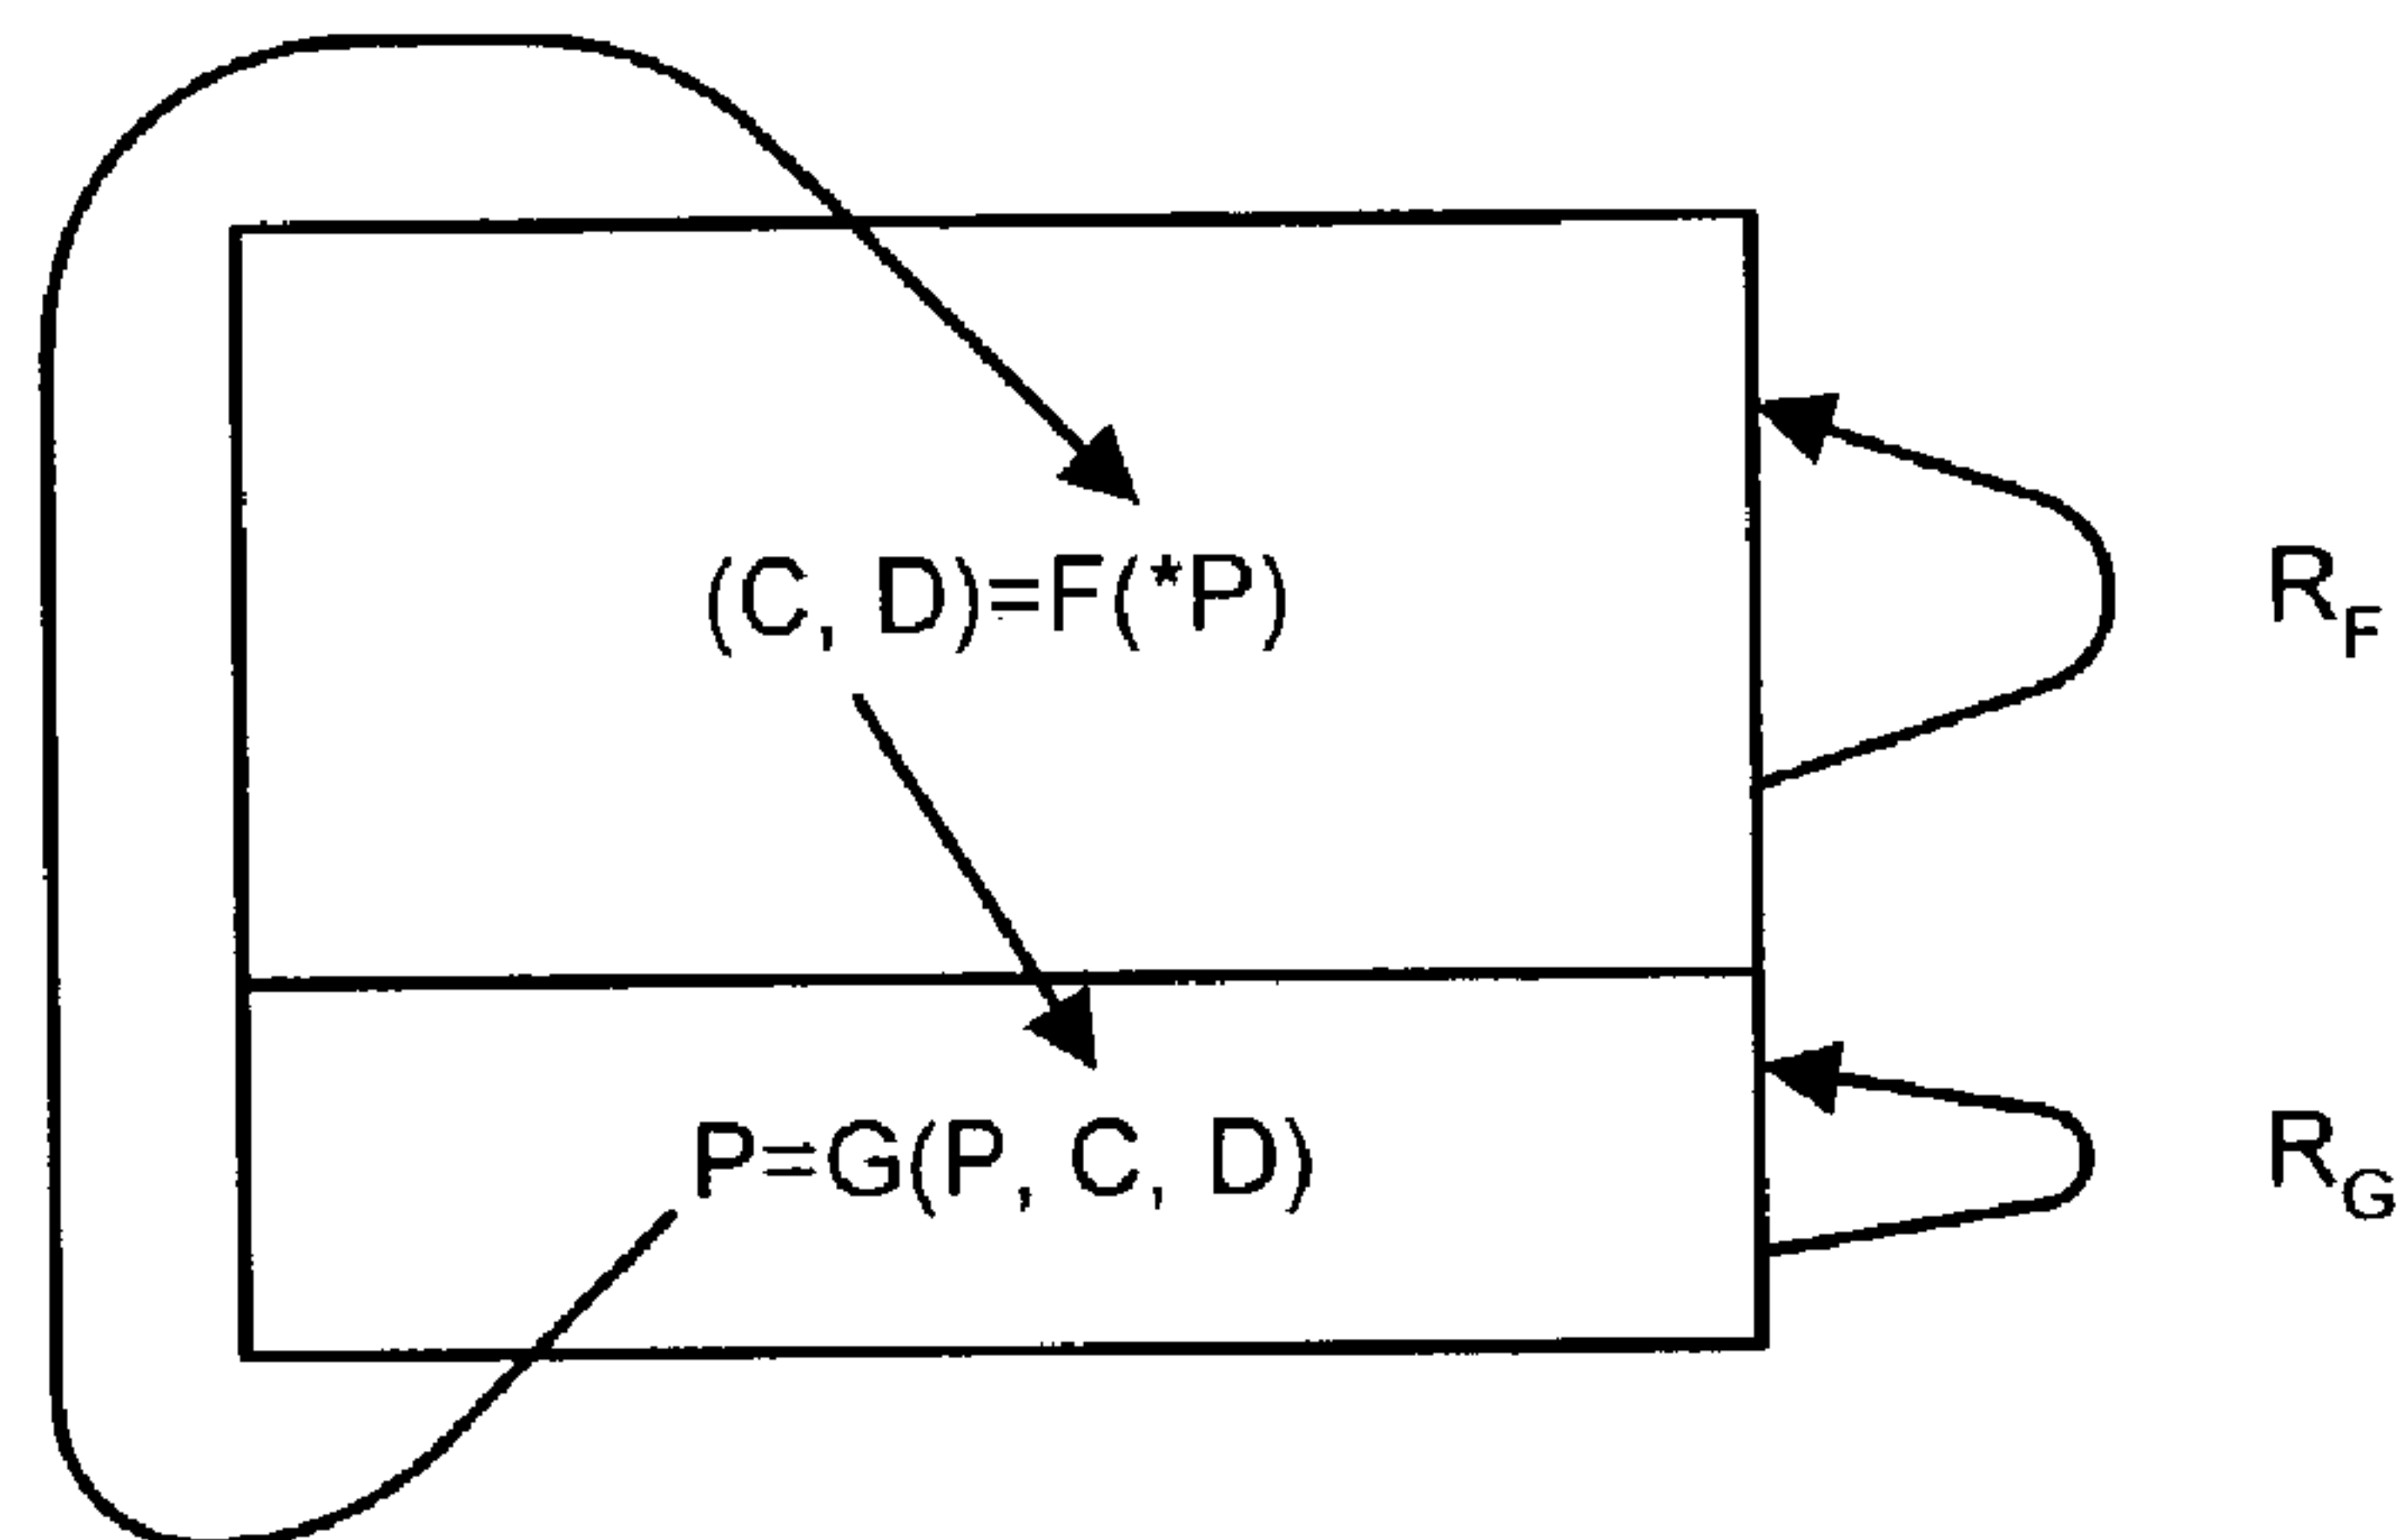 (C, D)=F(*P)
R_F
P=G(P, C, D)
R_G